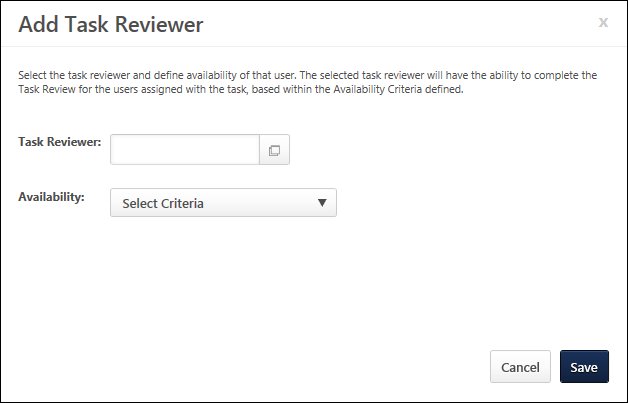 Add Task Reviewer
x
Select the task reviewer and define availability of that user. The selected task reviewer will have the ability to complete the
Task Review for the users assigned with the task, based within the Availability Criteria defined.
Task Reviewer:
Availability:
Select Criteria
Cancel
Save